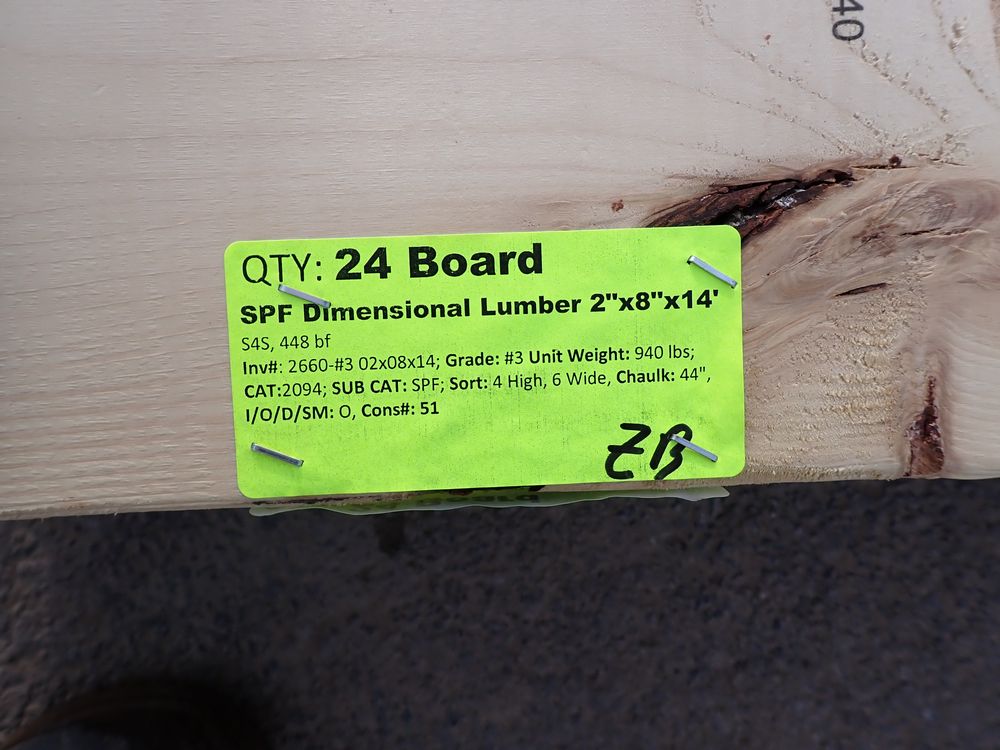 40
QTY: 24 Board
SPF Dimensional Lumber 2"x8"x14'
S4S, 448 bf
Inv#: 2660-#3 02x08x14; Grade: #3 Unit Weight: 940 lbs;
CAT:2094; SUB CAT: SPF; Sort: 4 High, 6 Wide, Chaulk: 44",
I/O/D/SM: O, Cons#: 51
ZB